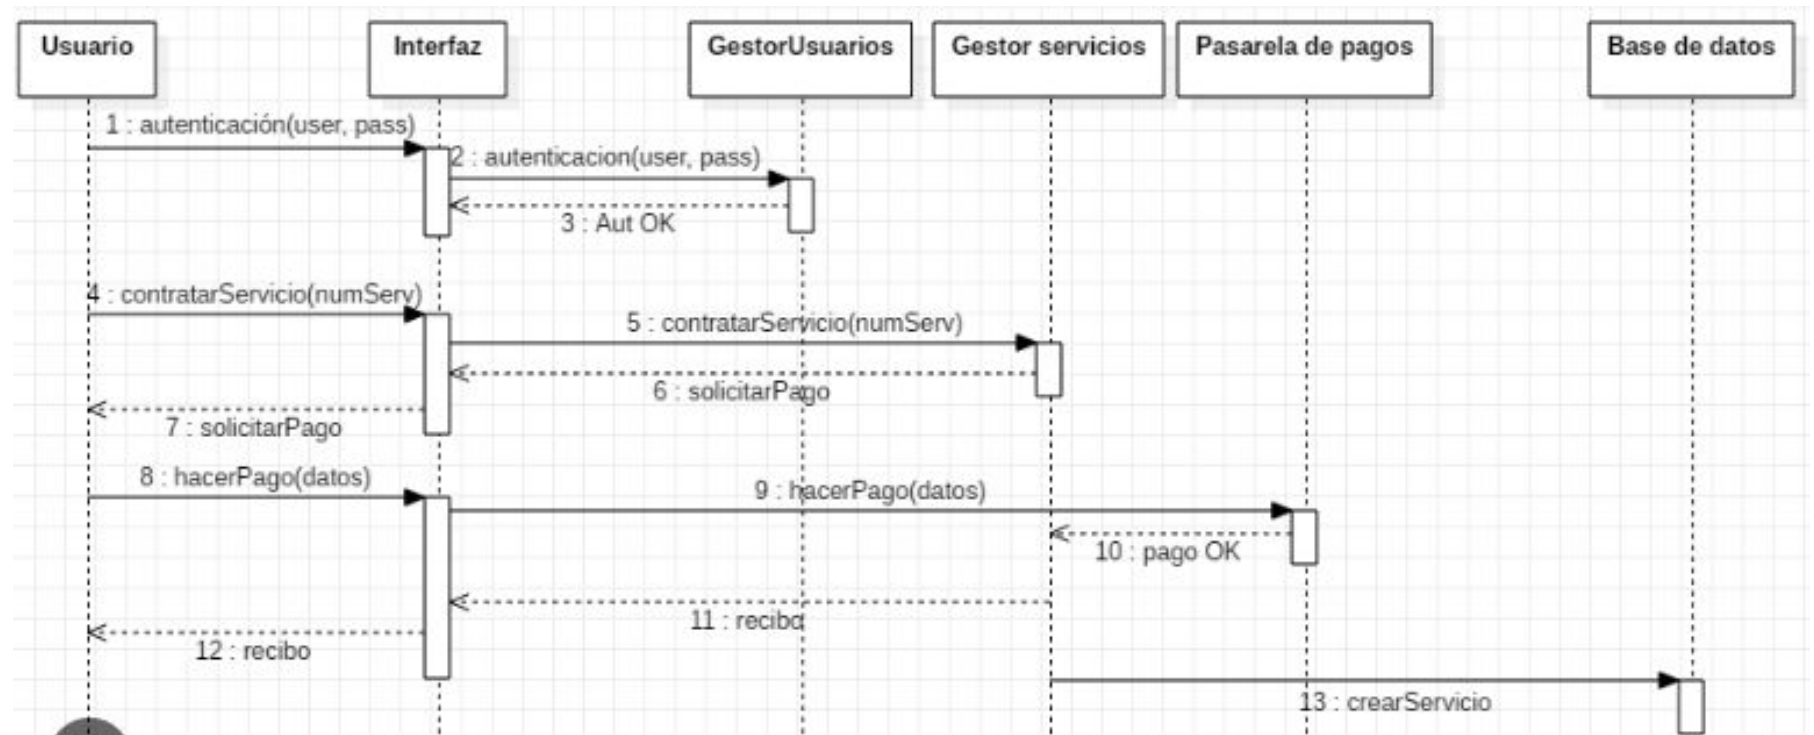 Usuario
Interfaz
GestorUsuarios
Gestor servicios
Pasarela de pagos
Base de datos
1 : autenticación(user, pass)
2 : autenticacion(user, pass)
3 : Aut OK
4 : contratarServicio(numServ)
5 : contratarServicio(numServ)
6 : solicitarPago
7 : solicitarPago
8 : hacerPago(datos)
9 : hacerPago(datos)
10 : pago OK
11 : recibo
12 : recibo
13 : crearServicio